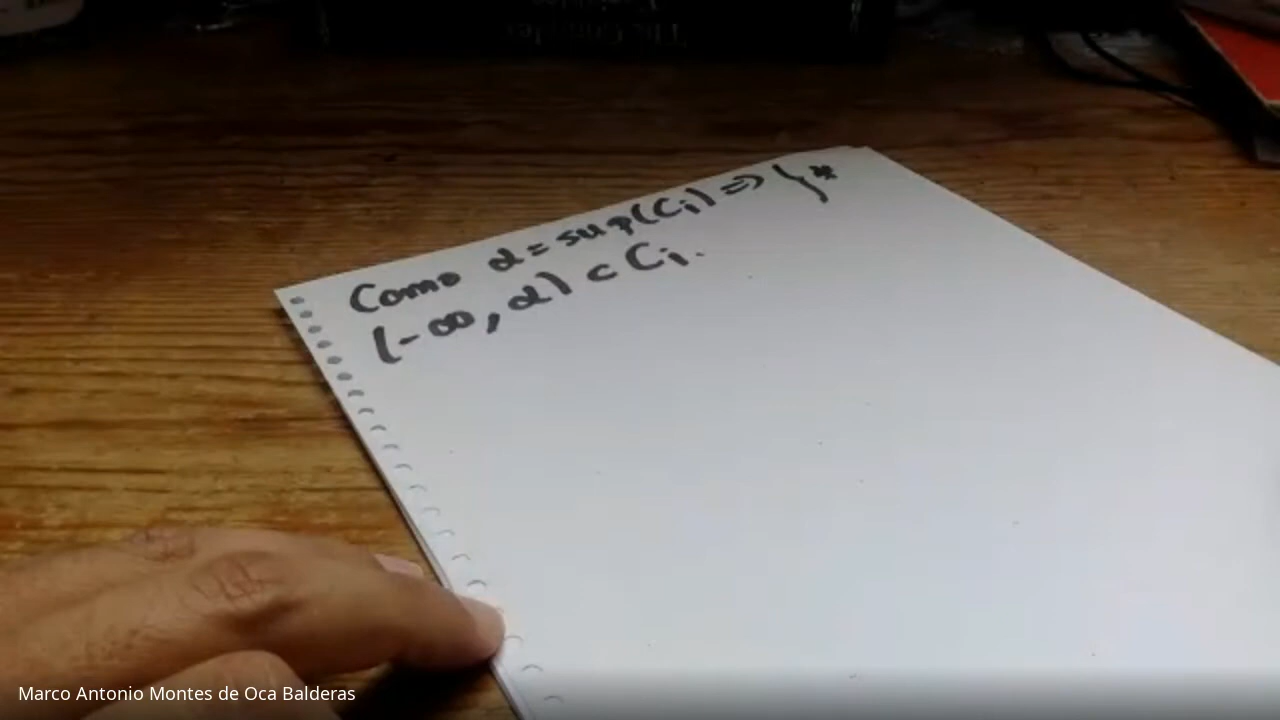 Como α = sup(Ci) ⇒ }*
(-∞, α) ⊂ Ci.
Marco Antonio Montes de Oca Balderas